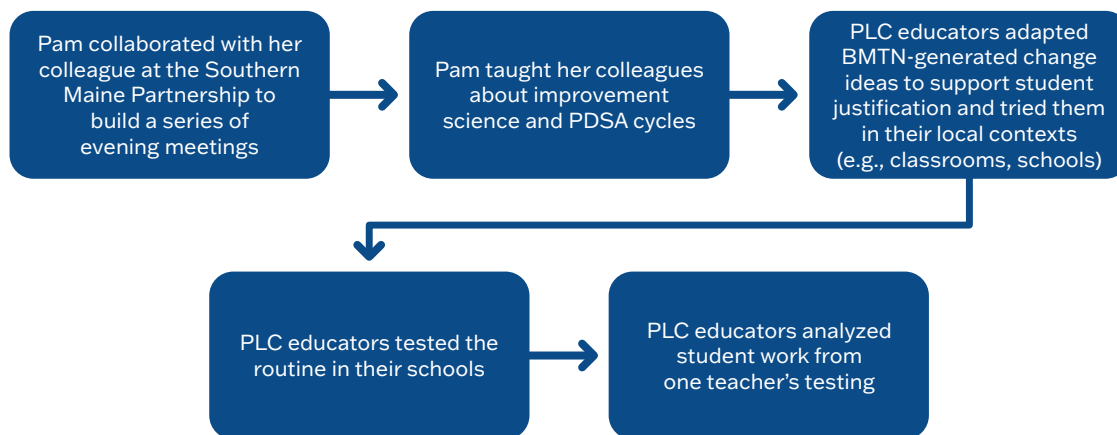 Pam collaborated with her
colleague at the Southern
Maine Partnership to
build a series of
evening meetings
Pam taught her colleagues
about improvement
science and PDSA cycles
PLC educators adapted
BMTN-generated change
ideas to support student
justification and tried them
in their local contexts
(e.g., classrooms, schools)
PLC educators tested the
routine in their schools
PLC educators analyzed
student work from
one teacher’s testing